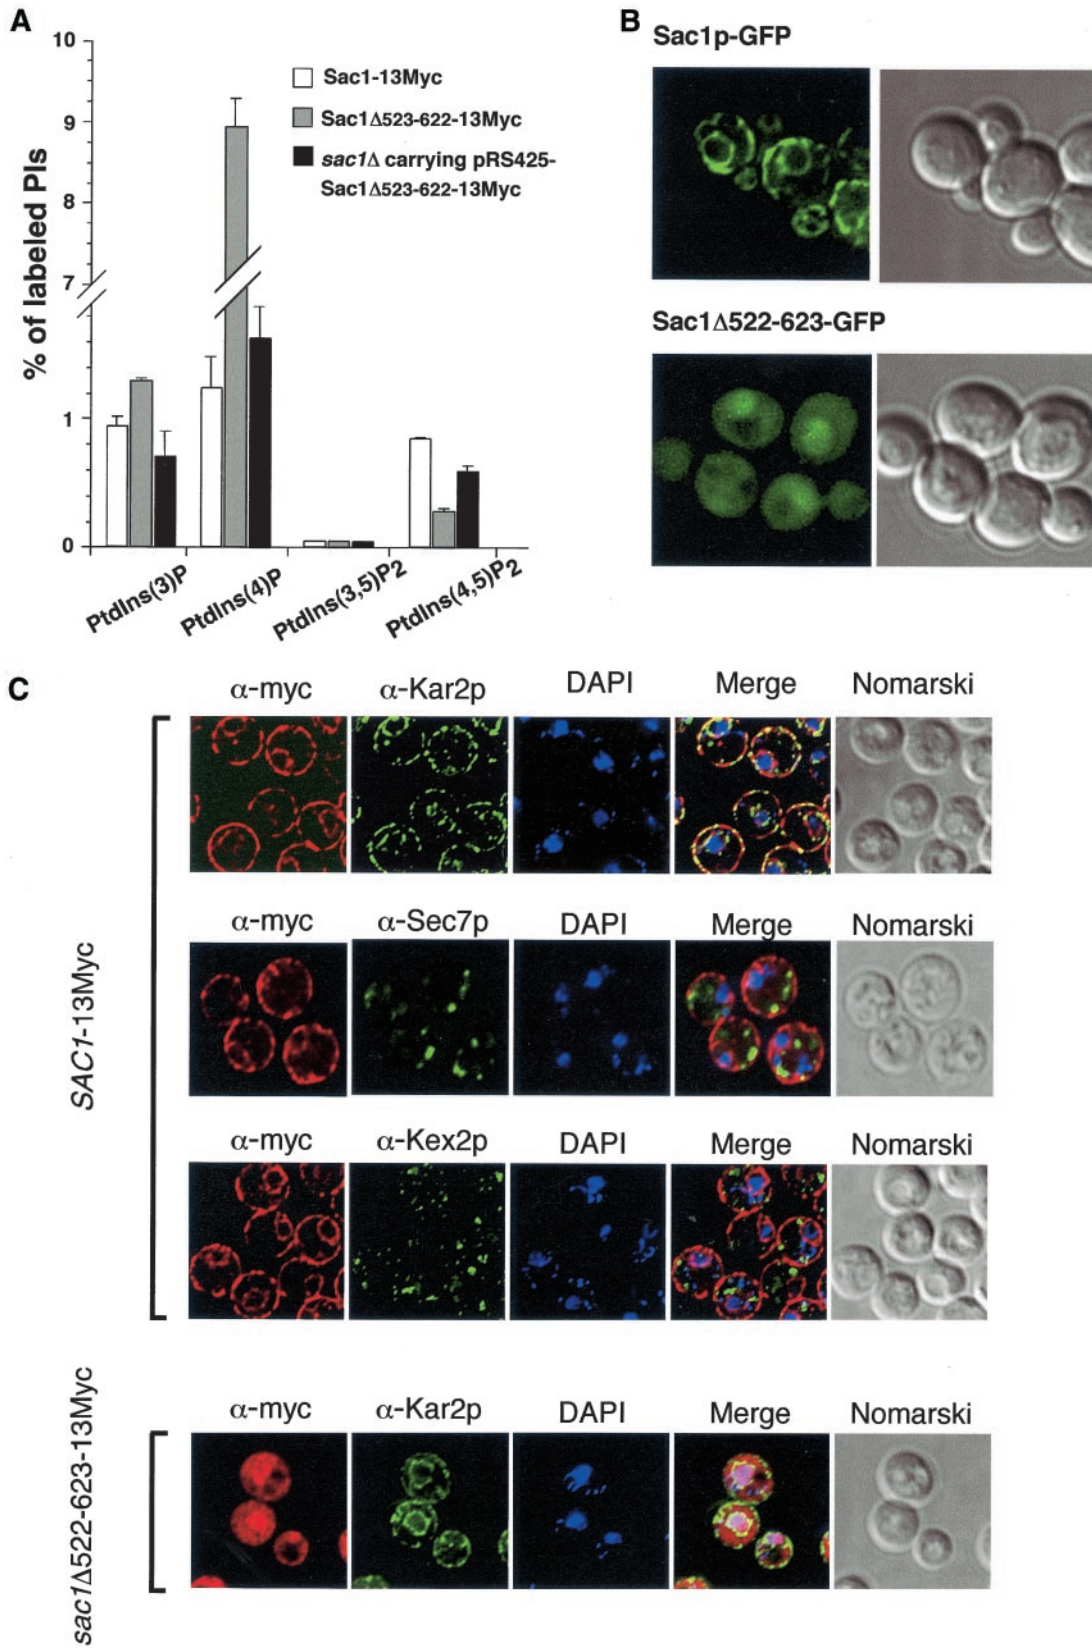 A
10
9
8
7
1
0
% of labeled PIs
Sac1-13Myc
Sac1Δ523-622-13Myc
sac1Δ carrying pRS425-
Sac1Δ523-622-13Myc
PtdIns(3)P
PtdIns(4)P
PtdIns(3,5)P2
PtdIns(4,5)P2
B
Sac1p-GFP
Sac1Δ522-623-GFP
C
α-myc α-Kar2p DAPI Merge Nomarski
SAC1-13Myc
α-myc α-Sec7p DAPI Merge Nomarski
α-myc α-Kex2p DAPI Merge Nomarski
sac1Δ522-623-13Myc
α-myc α-Kar2p DAPI Merge Nomarski